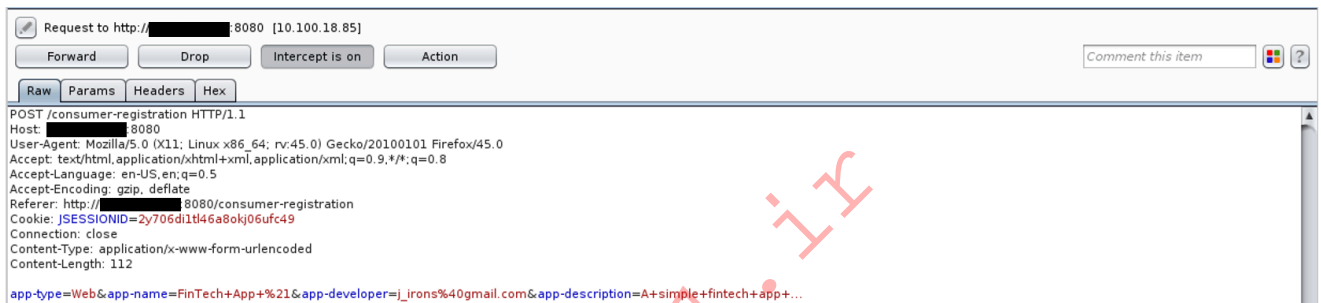 Request to http:// :8080 [10.100.18.85]
Forward Drop Intercept is on Action Comment this item ?
Raw Params Headers Hex
POST /consumer-registration HTTP/1.1
Host: :8080
User-Agent: Mozilla/5.0 (X11; Linux x86_64; rv:45.0) Gecko/20100101 Firefox/45.0
Accept: text/html,application/xhtml+xml,application/xml;q=0.9,*/*;q=0.8
Accept-Language: en-US,en;q=0.5
Accept-Encoding: gzip, deflate
Referer: http:// :8080/consumer-registration
Cookie: JSESSIONID=2y706di1tl46a8okj06ufc49
Connection: close
Content-Type: application/x-www-form-urlencoded
Content-Length: 112
app-type=Web&app-name=FinTech+App+%21&app-developer=j_irons%40gmail.com&app-description=A+simple+fintech+app+...
.ir